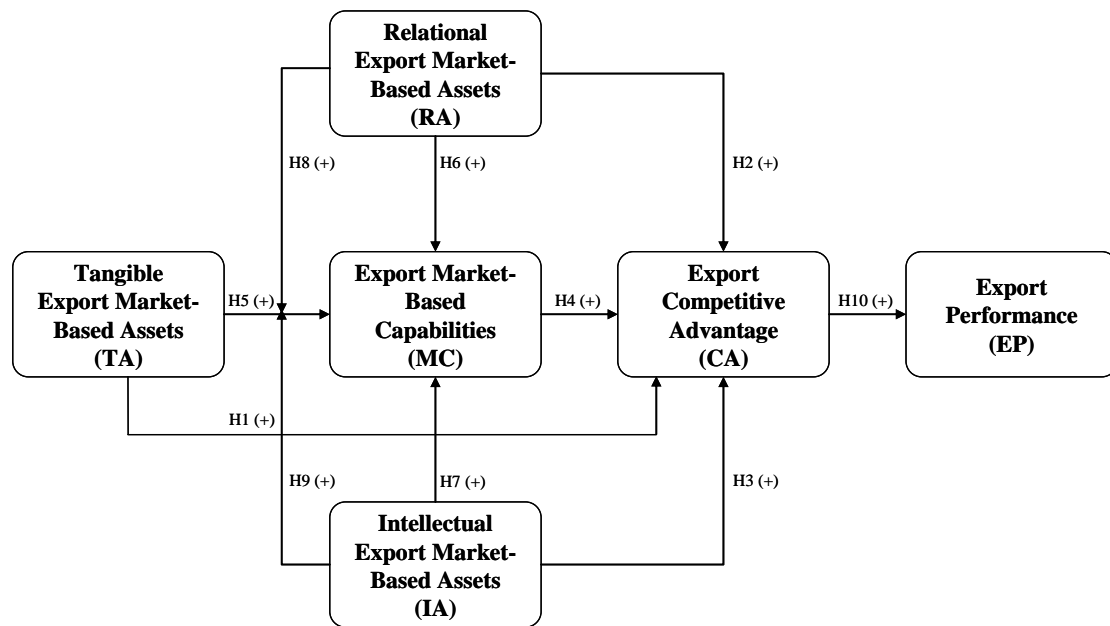 Relational
Export Market-
Based Assets
(RA)
H8 (+)
H6 (+)
H2 (+)
Tangible
Export Market-
Based Assets
(TA)
H5 (+)
Export Market-
Based
Capabilities
(MC)
H4 (+)
Export
Competitive
Advantage
(CA)
H10 (+)
Export
Performance
(EP)
H1 (+)
H9 (+)
H7 (+)
H3 (+)
Intellectual
Export Market-
Based Assets
(IA)